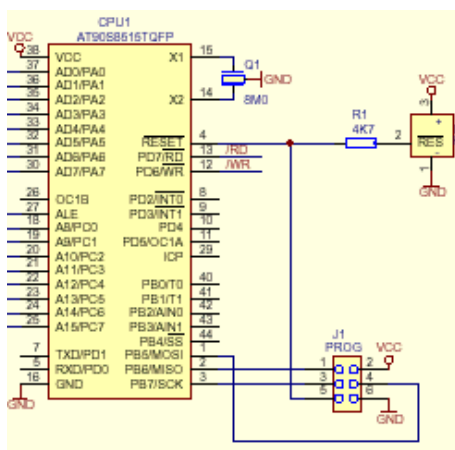 CPU1
AT90S8515TQFP
VCC
38 VCC X1 15
37 AD0/PA0
36 AD1/PA1
35 AD2/PA2 X2 14
34 AD3/PA3
33 AD4/PA4
32 AD5/PA5 RESET 4
31 AD6/PA6 PD7/RD 13 /RD
30 AD7/PA7 PD6/WR 12 /WR
26 OC1B PD2/INT0 8
27 ALE PD3/INT1 9
18 A8/PC0 PD4 10
19 A9/PC1 PD5/OC1A 11
20 A10/PC2 ICP 29
21 A11/PC3
22 A12/PC4 PB0/T0 40
23 A13/PC5 PB1/T1 41
24 A14/PC6 PB2/AIN0 42
25 A15/PC7 PB3/AIN1 43
PB4/SS 44
7 TXD/PD1 PB5/MOSI 1
5 RXD/PD0 PB6/MISO 2
16 GND PB7/SCK 3
GND
Q1
GND
8M0
R1
4K7
VCC
3
+
2 RES
-
1
GND
J1
PROG
VCC
1 2
3 4
5 6
GND